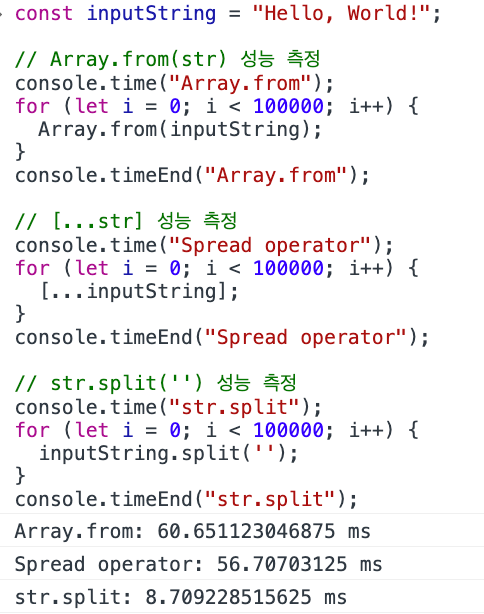 const inputString = "Hello, World!";
// Array.from(str) 성능 측정
console.time("Array.from");
for (let i = 0; i < 100000; i++) {
  Array.from(inputString);
}
console.timeEnd("Array.from");
// [...str] 성능 측정
console.time("Spread operator");
for (let i = 0; i < 100000; i++) {
  [...inputString];
}
console.timeEnd("Spread operator");
// str.split('') 성능 측정
console.time("str.split");
for (let i = 0; i < 100000; i++) {
  inputString.split('');
}
console.timeEnd("str.split");
Array.from: 60.651123046875 ms
Spread operator: 56.70703125 ms
str.split: 8.709228515625 ms